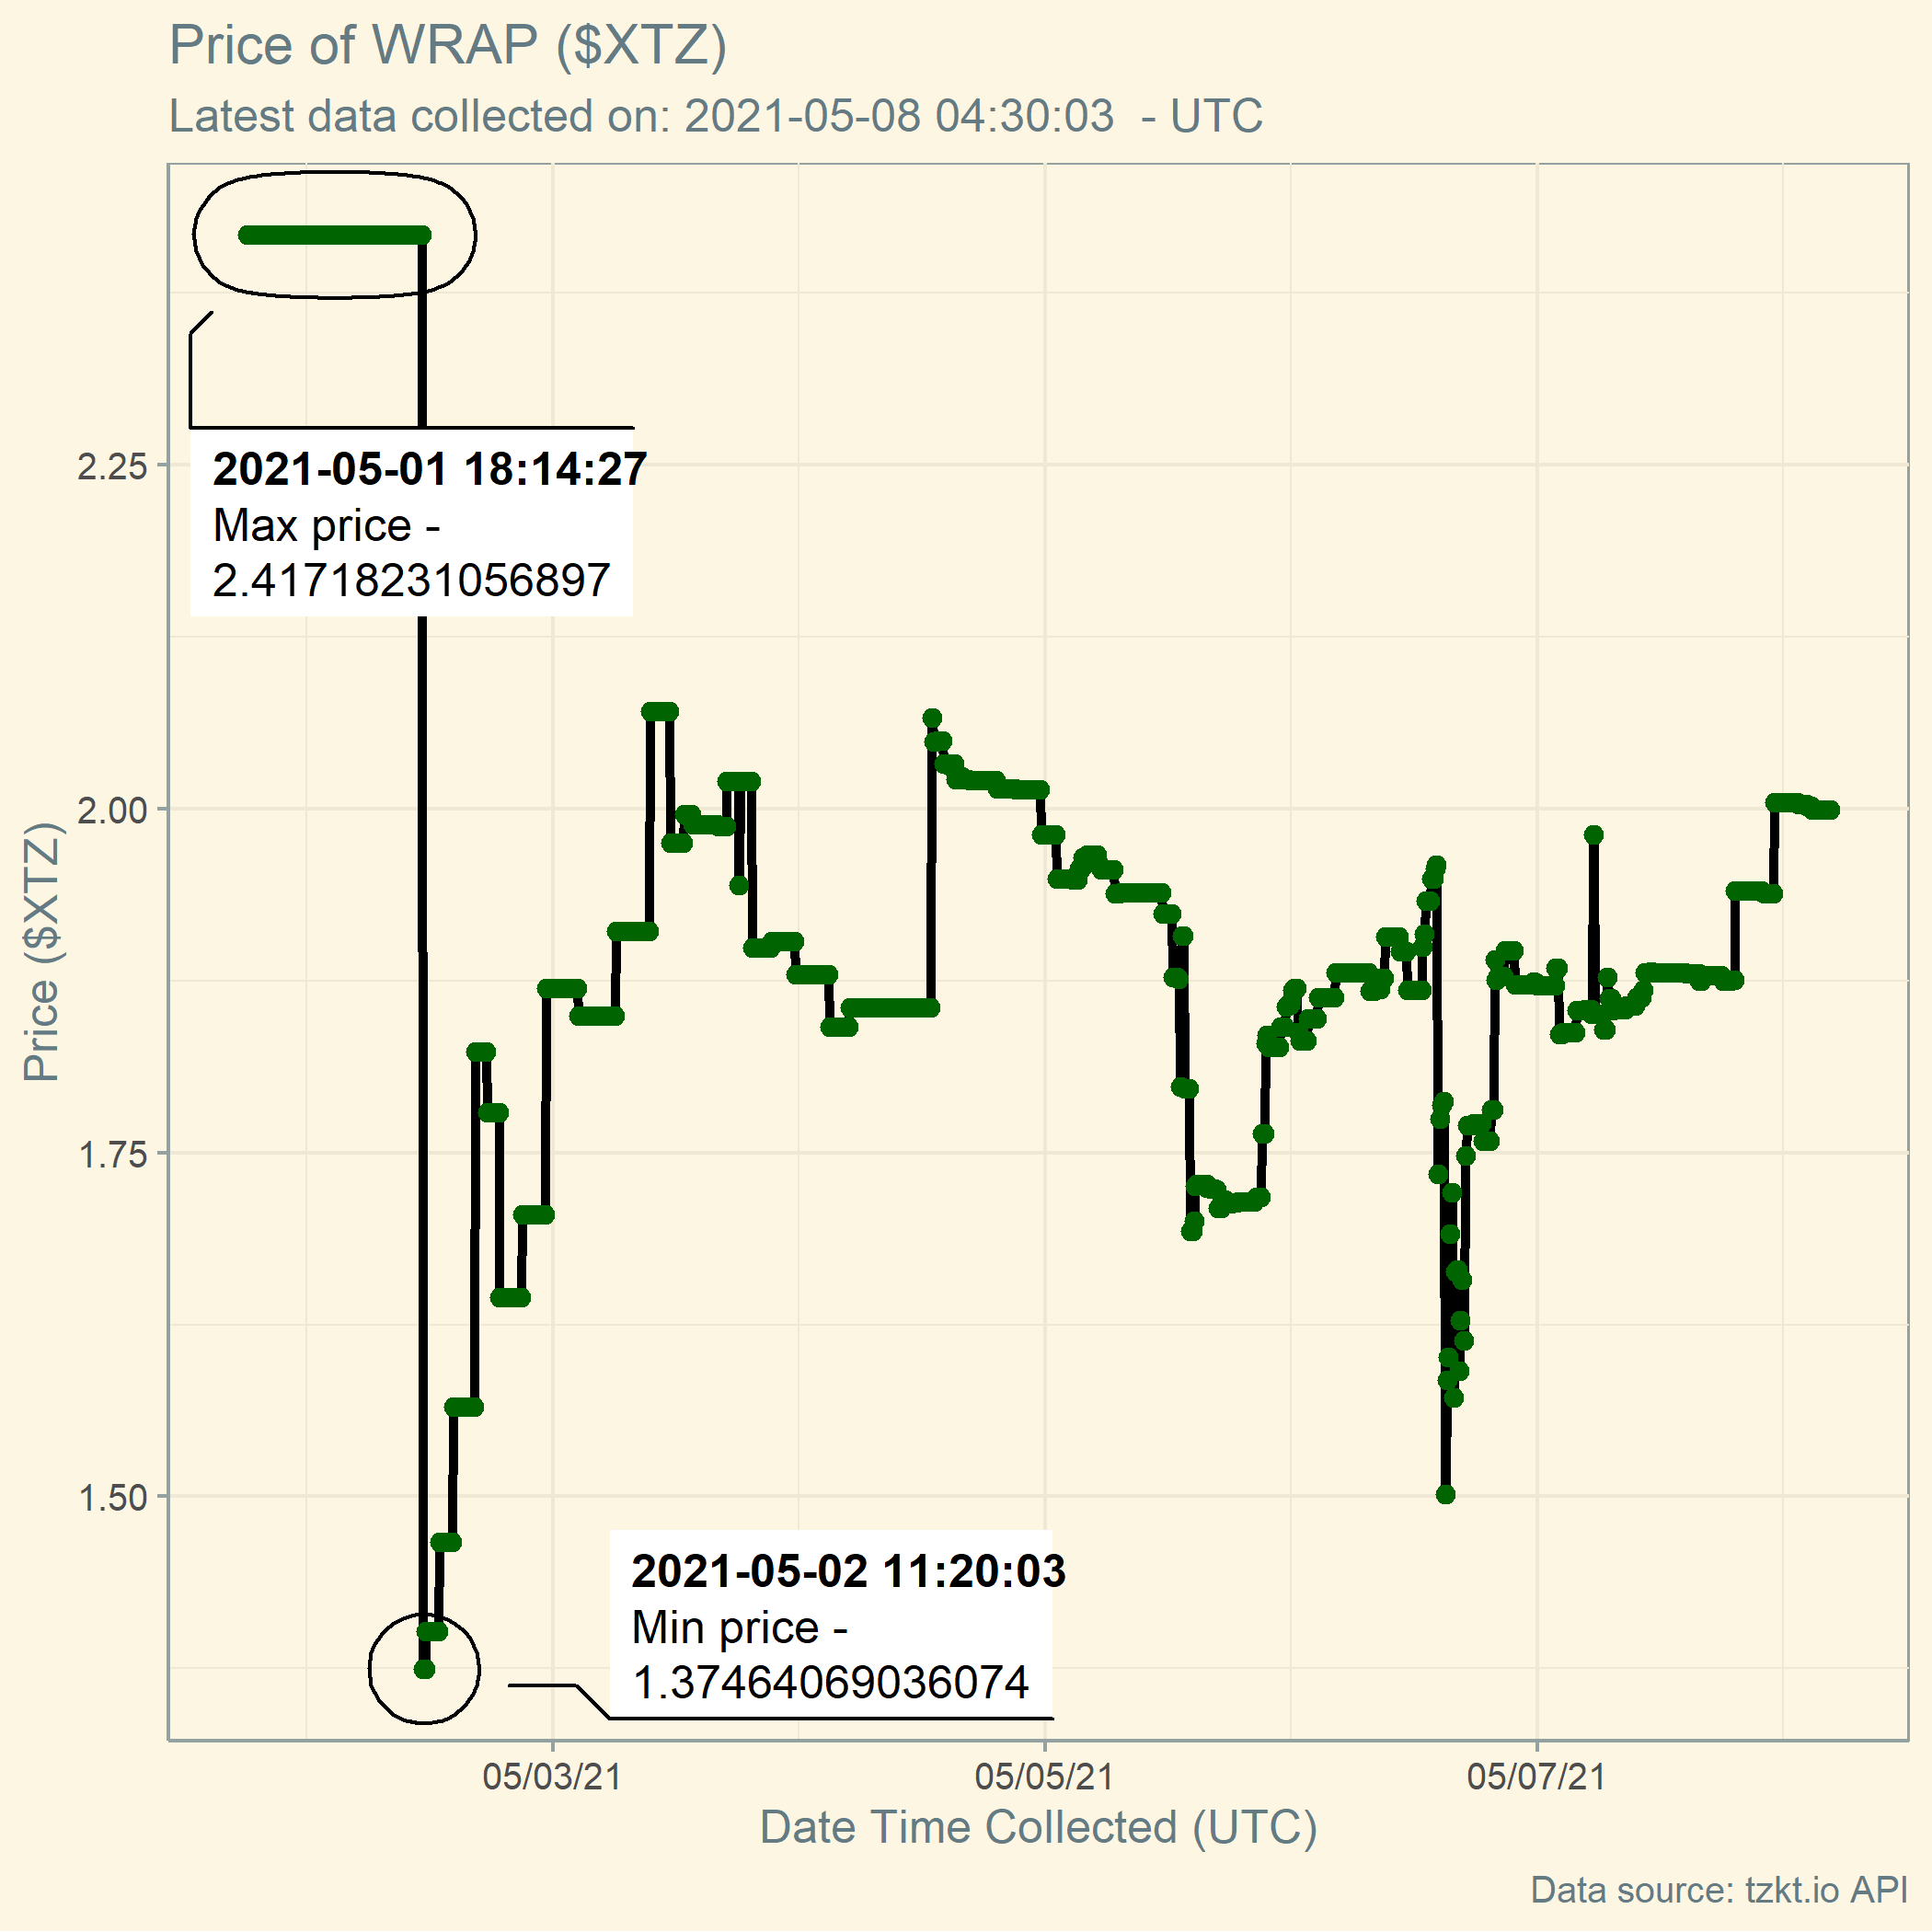 Price of WRAP ($XTZ)
Latest data collected on: 2021-05-08 04:30:03  - UTC
2021-05-01 18:14:27
Max price -
2.41718231056897
2.25
2.00
1.75
1.50
Price ($XTZ)
2021-05-02 11:20:03
Min price -
1.37464069036074
05/03/21
05/05/21
05/07/21
Date Time Collected (UTC)
Data source: tzkt.io API